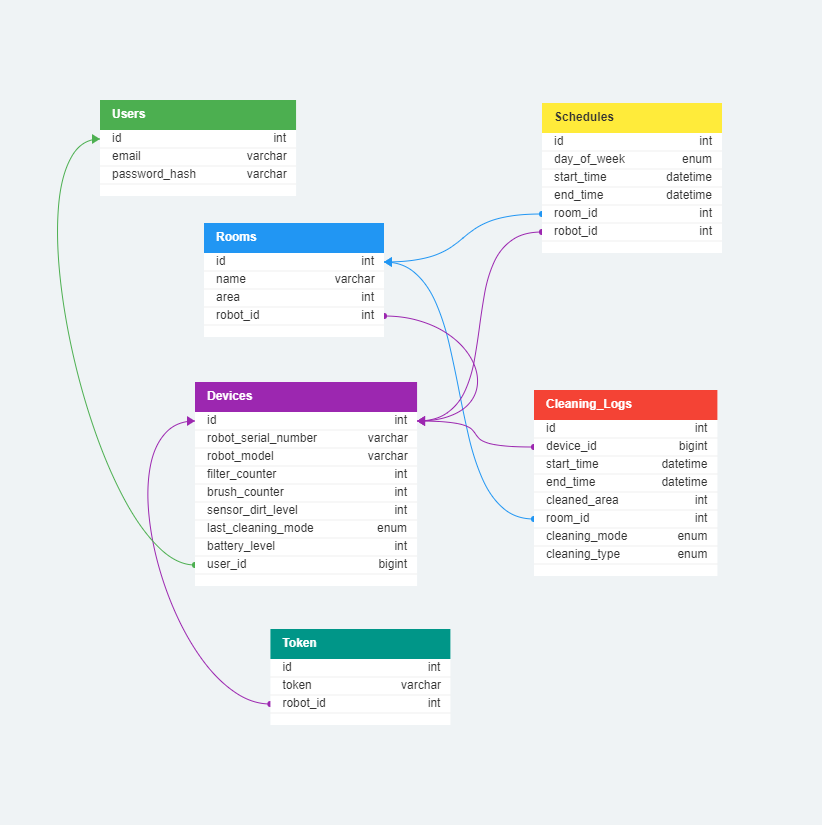 Users
id int
email varchar
password_hash varchar
Schedules
id int
day_of_week enum
start_time datetime
end_time datetime
room_id int
robot_id int
Rooms
id int
name varchar
area int
robot_id int
Devices
id int
robot_serial_number varchar
robot_model varchar
filter_counter int
brush_counter int
sensor_dirt_level int
last_cleaning_mode enum
battery_level int
user_id bigint
Cleaning_Logs
id int
device_id bigint
start_time datetime
end_time datetime
cleaned_area int
room_id int
cleaning_mode enum
cleaning_type enum
Token
id int
token varchar
robot_id int